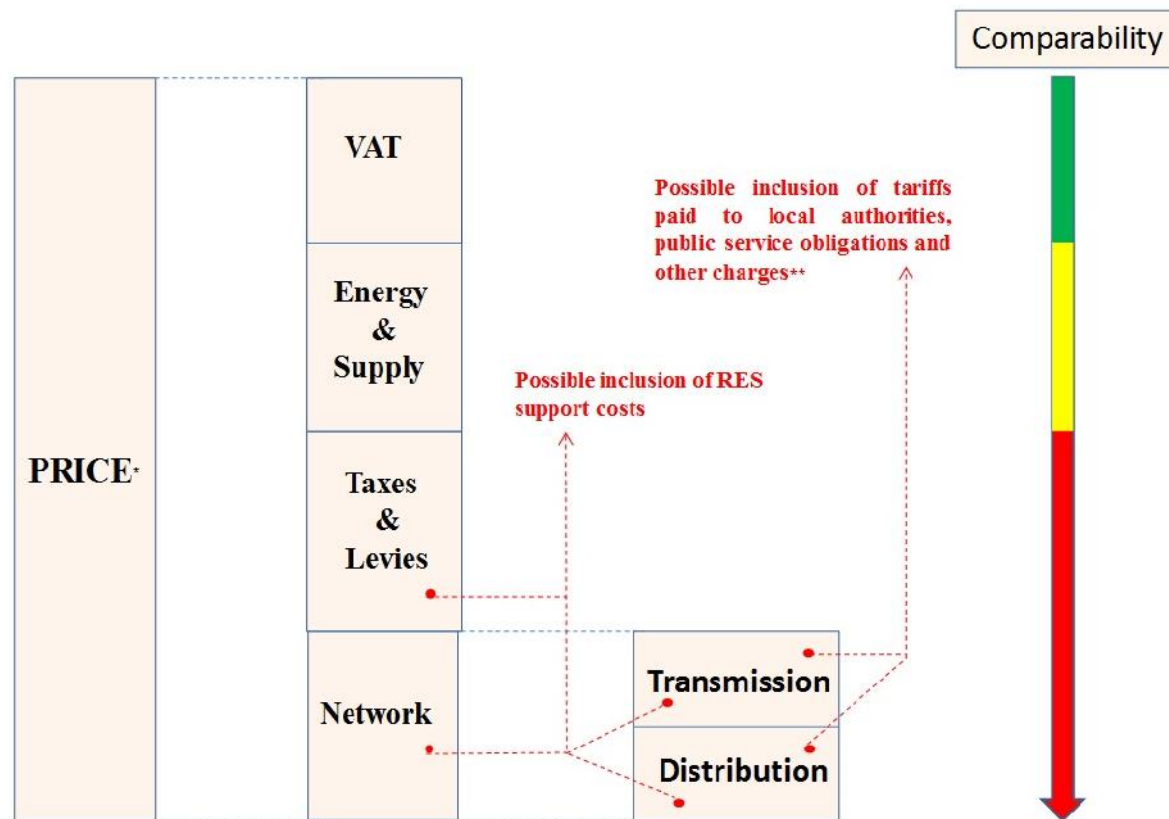 Comparability
PRICE*
VAT
Energy
&
Supply
Taxes
&
Levies
Network
Possible inclusion of RES
support costs
Possible inclusion of tariffs
paid to local authorities,
public service obligations and
other charges**
Transmission
Distribution